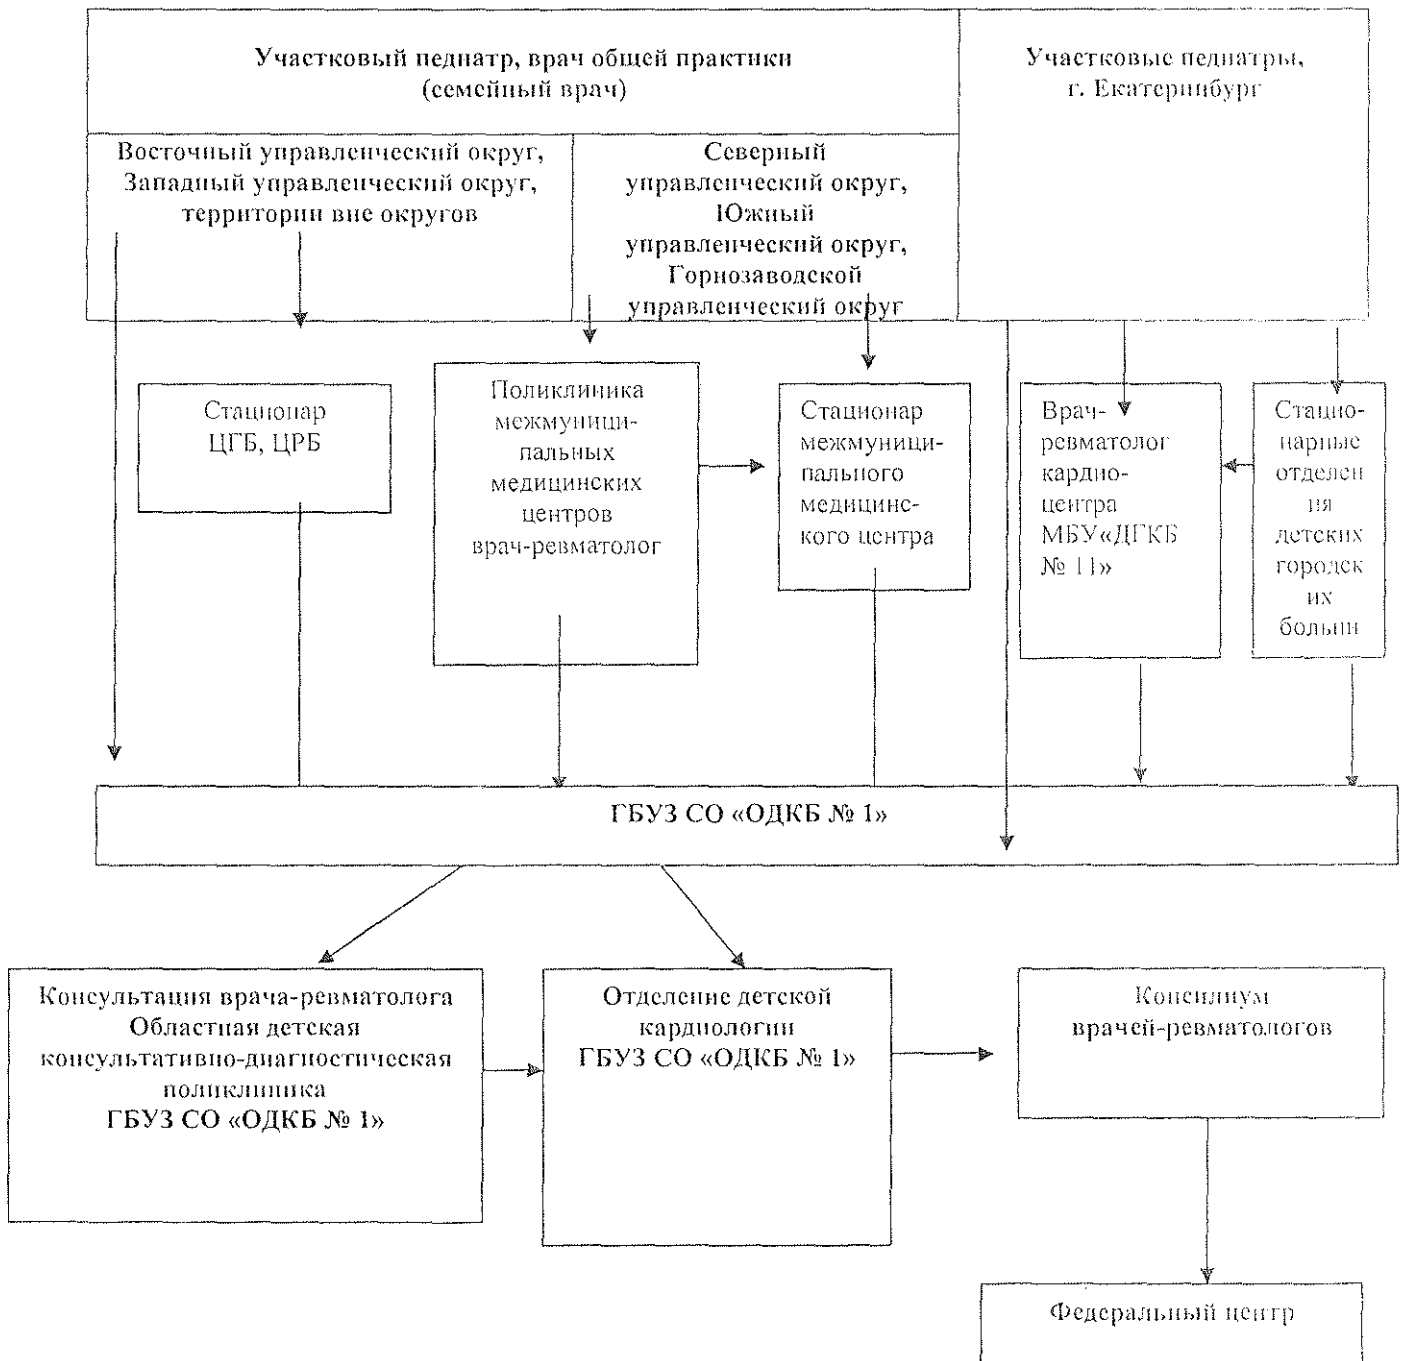 Участковый педиатр, врач общей практики
(семейный врач)
Участковые педиатры,
г. Екатеринбург
Восточный управленческий округ,
Западный управленческий округ,
территории вне округов
Северный
управленческий округ,
Южный
управленческий округ,
Горнозаводской
управленческий округ
Стационар
ЦГБ, ЦРБ
Поликлиника
межмуници-
пальных
медицинских
центров
врач-ревматолог
Стационар
межмуници-
пального
медицинс-
кого центра
Врач-
ревматолог
кардио-
центра
МБУ«ДГКБ
№ 11»
Стацио-
нарные
отделен
ия
детских
городск
их
больни
ГБУЗ СО «ОДКБ № 1»
Консультация врача-ревматолога
Областная детская
консультативно-диагностическая
поликлиника
ГБУЗ СО «ОДКБ № 1»
Отделение детской
кардиологии
ГБУЗ СО «ОДКБ № 1»
Консилиум
врачей-ревматологов
Федеральный центр